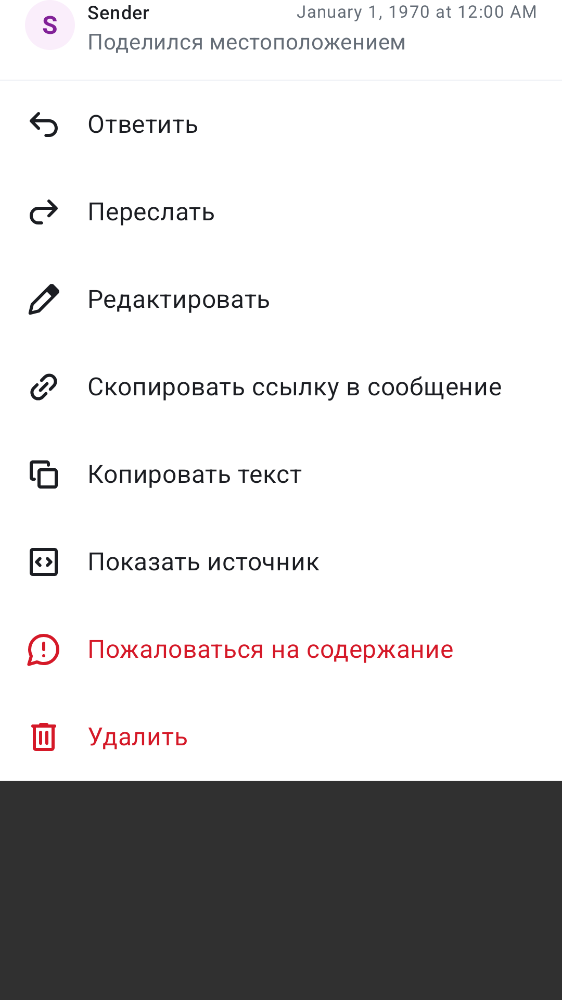 S
Sender
January 1, 1970 at 12:00 AM
Поделился местоположением
Ответить
Переслать
Редактировать
Скопировать ссылку в сообщение
Копировать текст
Показать источник
Пожаловаться на содержание
Удалить